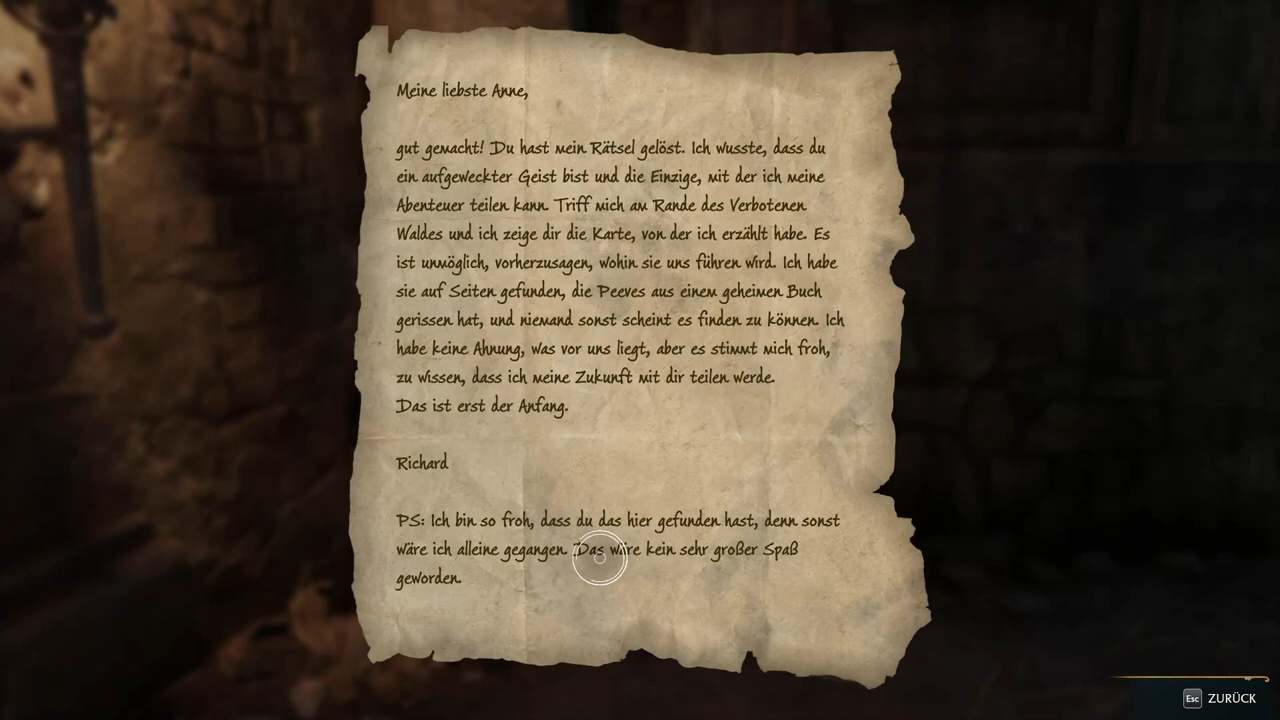 Meine liebste Anne,
gut gemacht! Du hast mein Rätsel gelöst. Ich wusste, dass du
ein aufgeweckter Geist bist und die Einzige, mit der ich meine
Abenteuer teilen kann. Triff mich am Rande des Verbotenen
Waldes und ich zeige dir die Karte, von der ich erzählt habe. Es
ist unmöglich, vorherzusagen, wohin sie uns führen wird. Ich habe
sie auf Seiten gefunden, die Peeves aus einem geheimen Buch
gerissen hat, und niemand sonst scheint es finden zu können. Ich
habe keine Ahnung, was vor uns liegt, aber es stimmt mich froh,
zu wissen, dass ich meine Zukunft mit dir teilen werde.
Das ist erst der Anfang.
Richard
PS: Ich bin so froh, dass du das hier gefunden hast, denn sonst
wäre ich alleine gegangen. Das wäre kein sehr großer Spaß
geworden.
Esc ZURÜCK